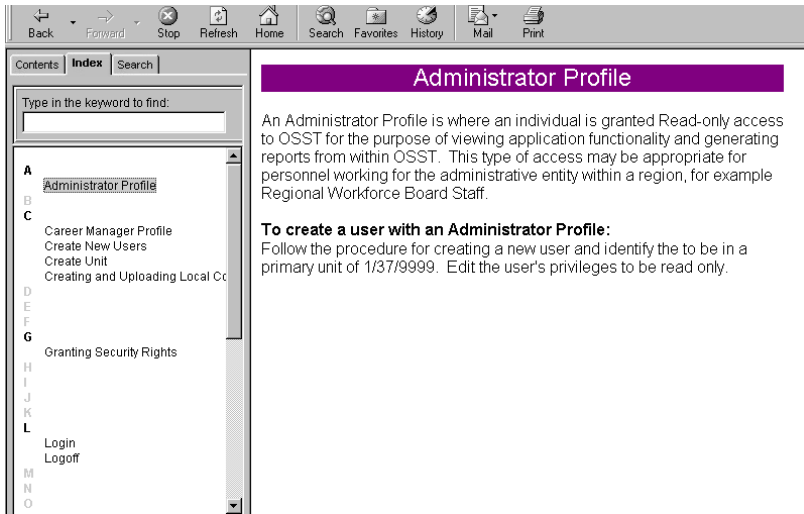 Back Forward Stop Refresh Home Search Favorites History Mail Print
Contents Index Search
Type in the keyword to find:
A
Administrator Profile
B
C
Career Manager Profile
Create New Users
Create Unit
Creating and Uploading Local Cc
D
E
F
G
Granting Security Rights
H
I
J
K
L
Login
Logoff
M
N
O
Administrator Profile
An Administrator Profile is where an individual is granted Read-only access
to OSST for the purpose of viewing application functionality and generating
reports from within OSST. This type of access may be appropriate for
personnel working for the administrative entity within a region, for example
Regional Workforce Board Staff.
To create a user with an Administrator Profile:
Follow the procedure for creating a new user and identify the to be in a
primary unit of 1/37/9999. Edit the user's privileges to be read only.